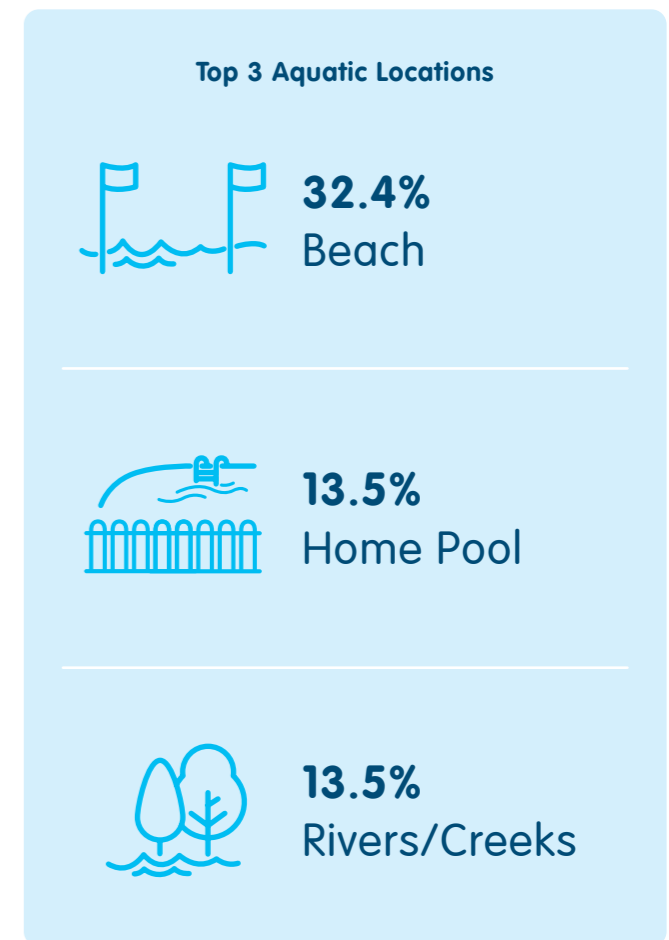 Top 3 Aquatic Locations
32.4%
Beach
13.5%
Home Pool
13.5%
Rivers/Creeks